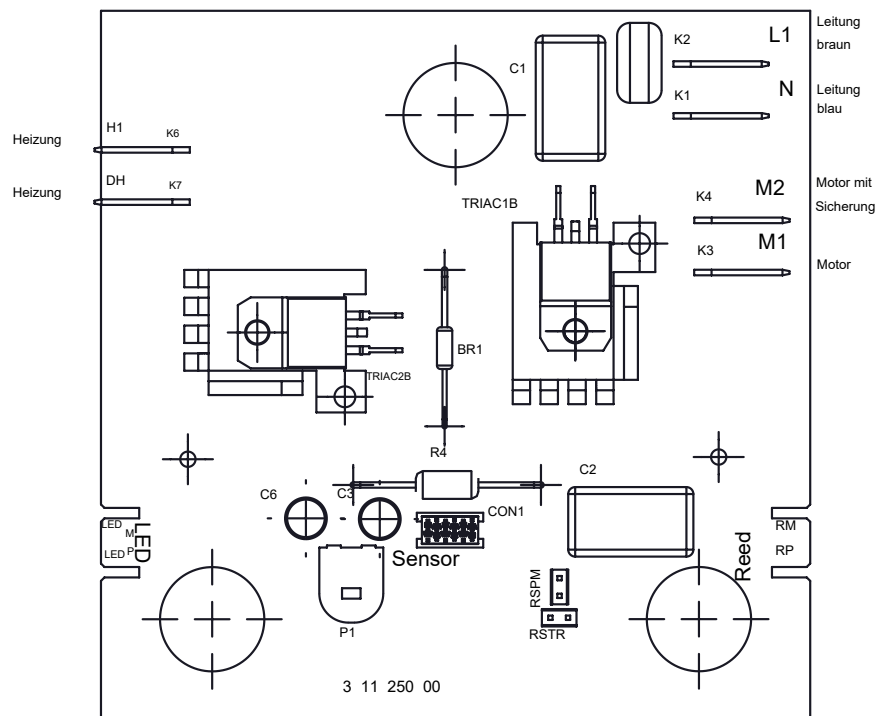 Leitung
braun
L1
K2
C1
Leitung
blau
N
K1
H1
K6
Heizung
DH
K7
Heizung
TRIAC1B
M2
K4
Motor mit
Sicherung
M1
K3
Motor
BR1
TRIAC2B
R4
C2
C6
C3
CON1
LED
M
LED P
LED
Sensor
Reed
RM
RP
RSPM
RSTR
P1
3 11 250 00